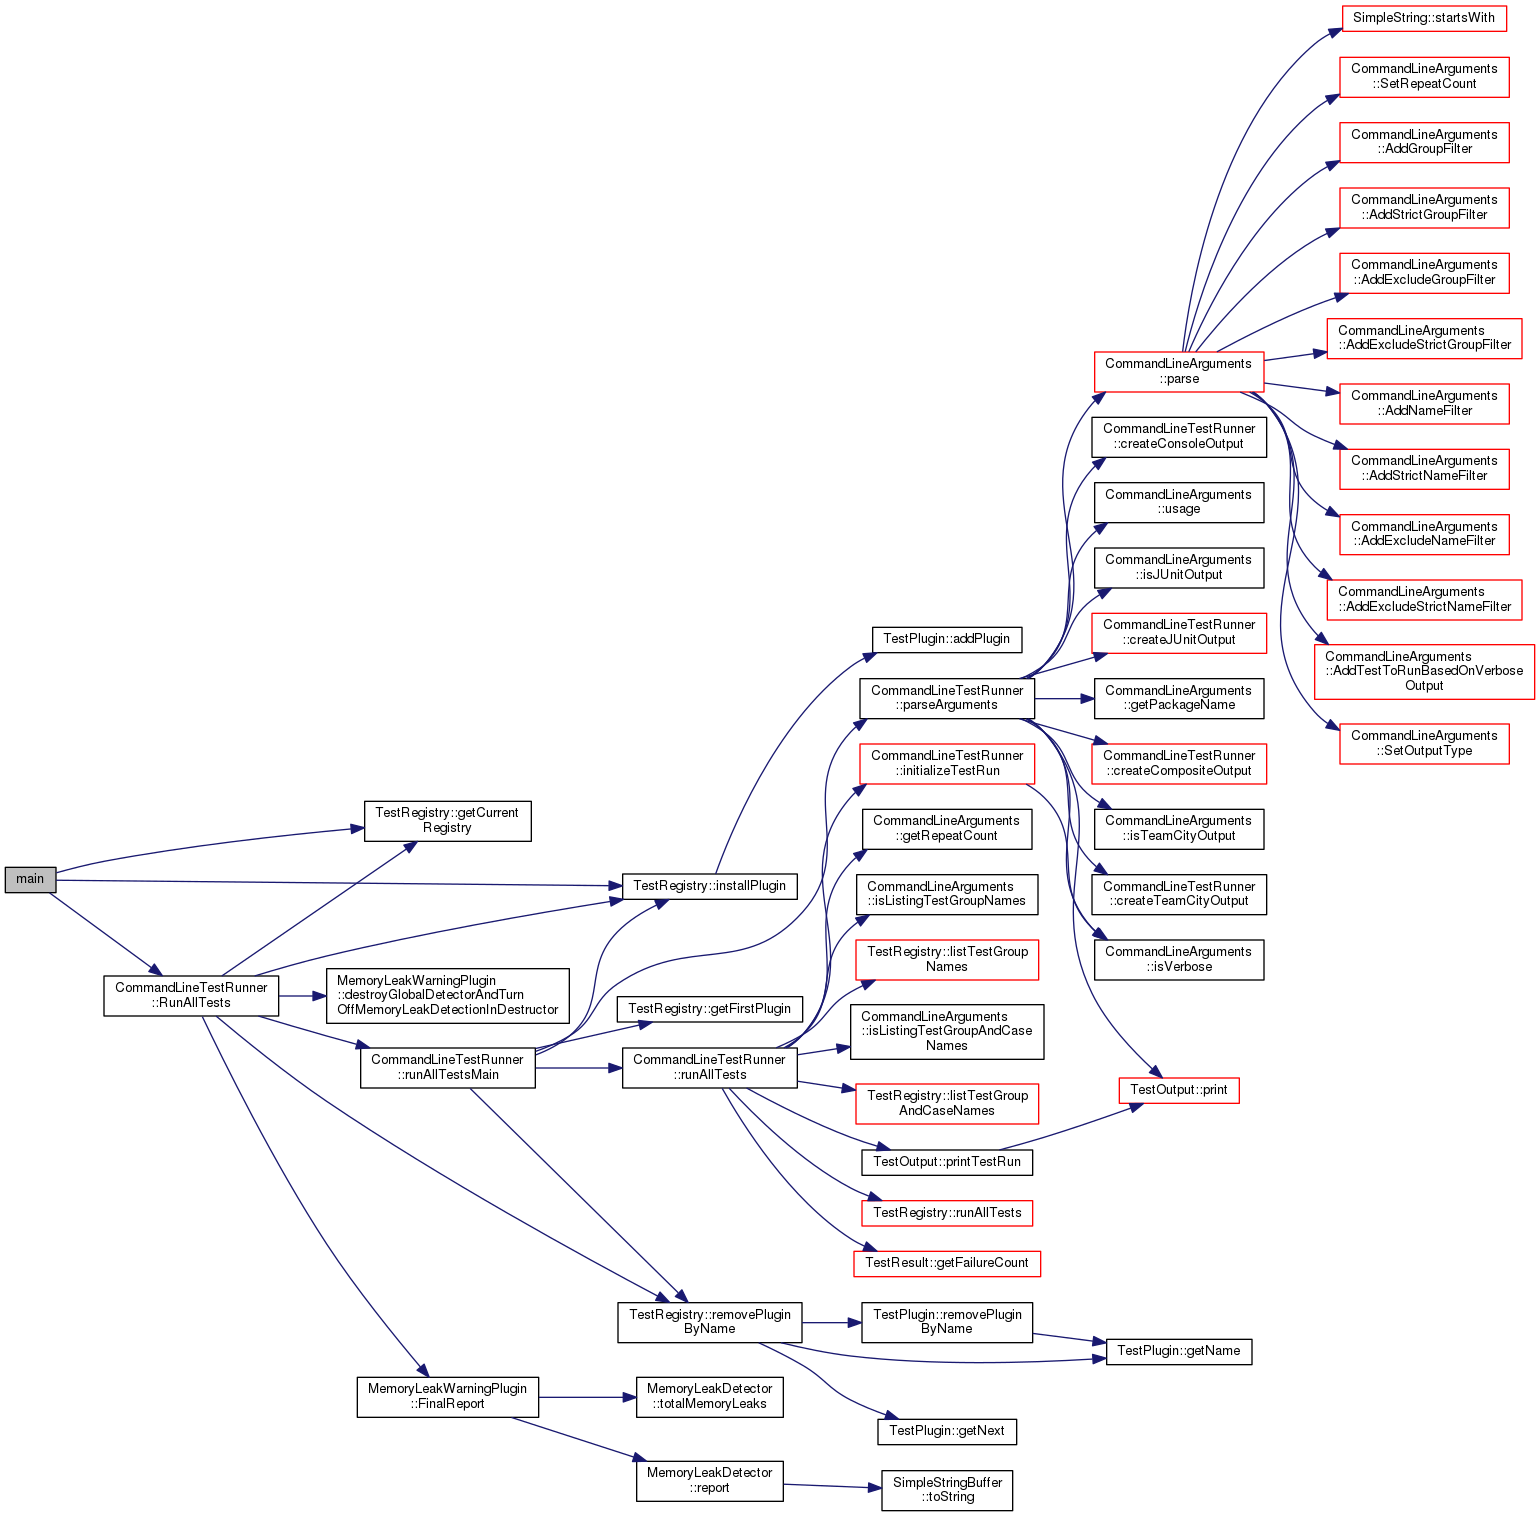 main
CommandLineTestRunner
::RunAllTests
TestRegistry::getCurrent
Registry
MemoryLeakWarningPlugin
::destroyGlobalDetectorAndTurn
OffMemoryLeakDetectionInDestructor
CommandLineTestRunner
::runAllTestsMain
MemoryLeakWarningPlugin
::FinalReport
TestRegistry::installPlugin
TestRegistry::getFirstPlugin
CommandLineTestRunner
::runAllTests
TestRegistry::removePlugin
ByName
MemoryLeakDetector
::totalMemoryLeaks
MemoryLeakDetector
::report
TestPlugin::addPlugin
CommandLineTestRunner
::parseArguments
CommandLineTestRunner
::initializeTestRun
CommandLineArguments
::getRepeatCount
CommandLineArguments
::isListingTestGroupNames
TestRegistry::listTestGroup
Names
CommandLineArguments
::isListingTestGroupAndCase
Names
TestRegistry::listTestGroup
AndCaseNames
TestOutput::printTestRun
TestRegistry::runAllTests
TestResult::getFailureCount
TestPlugin::removePlugin
ByName
TestPlugin::getNext
SimpleStringBuffer
::toString
CommandLineArguments
::parse
CommandLineTestRunner
::createConsoleOutput
CommandLineArguments
::usage
CommandLineArguments
::isJUnitOutput
CommandLineTestRunner
::createJUnitOutput
CommandLineArguments
::getPackageName
CommandLineTestRunner
::createCompositeOutput
CommandLineArguments
::isTeamCityOutput
CommandLineTestRunner
::createTeamCityOutput
CommandLineArguments
::isVerbose
TestOutput::print
TestPlugin::getName
SimpleString::startsWith
CommandLineArguments
::SetRepeatCount
CommandLineArguments
::AddGroupFilter
CommandLineArguments
::AddStrictGroupFilter
CommandLineArguments
::AddExcludeGroupFilter
CommandLineArguments
::AddExcludeStrictGroupFilter
CommandLineArguments
::AddNameFilter
CommandLineArguments
::AddStrictNameFilter
CommandLineArguments
::AddExcludeNameFilter
CommandLineArguments
::AddExcludeStrictNameFilter
CommandLineArguments
::AddTestToRunBasedOnVerbose
Output
CommandLineArguments
::SetOutputType